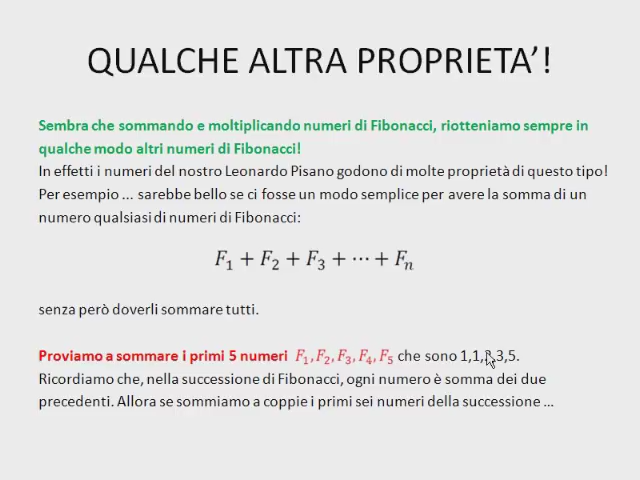 QUALCHE ALTRA PROPRIETA'!
Sembra che sommando e moltiplicando numeri di Fibonacci, riotteniamo sempre in
qualche modo altri numeri di Fibonacci!
In effetti i numeri del nostro Leonardo Pisano godono di molte proprietà di questo tipo!
Per esempio ... sarebbe bello se ci fosse un modo semplice per avere la somma di un
numero qualsiasi di numeri di Fibonacci:
F₁ + F₂ + F₃ + ⋯ + Fₙ
senza però doverli sommare tutti.
Proviamo a sommare i primi 5 numeri F₁, F₂, F₃, F₄, F₅ che sono 1,1,2,3,5.
Ricordiamo che, nella successione di Fibonacci, ogni numero è somma dei due
precedenti. Allora se sommiamo a coppie i primi sei numeri della successione ...